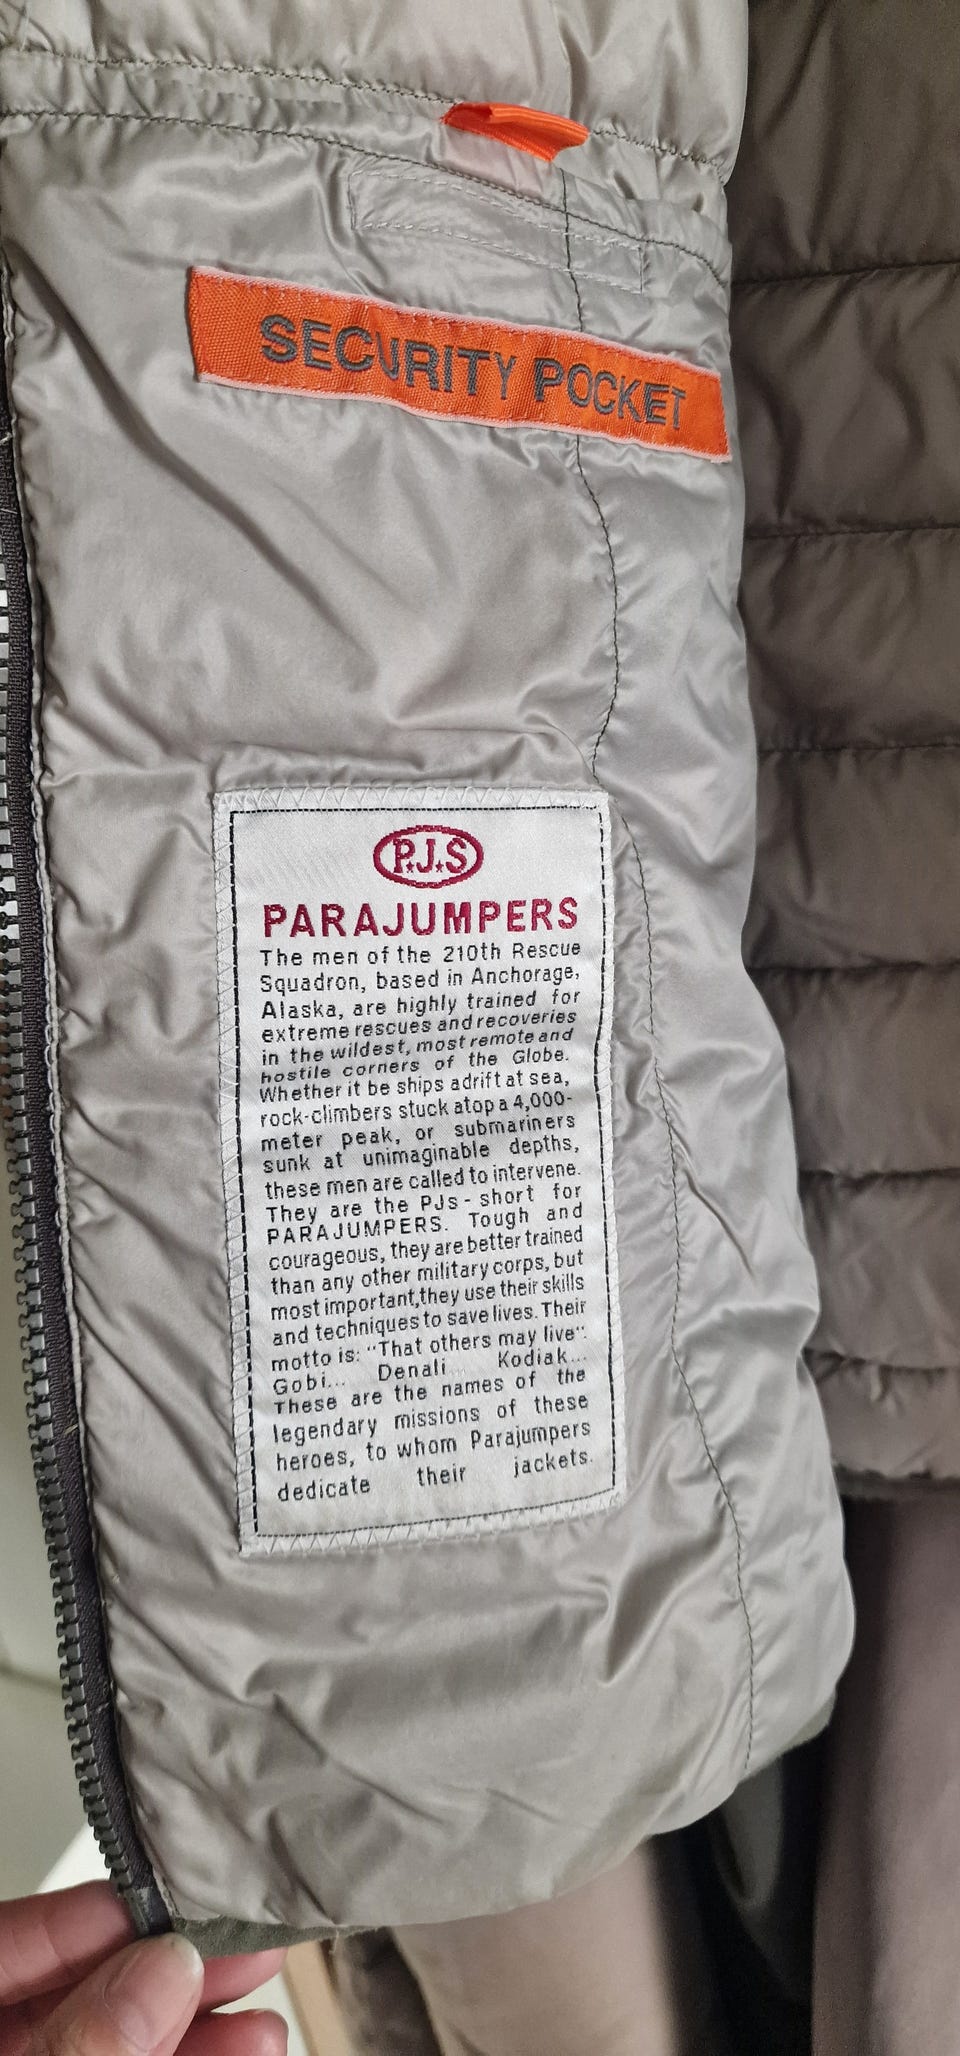 SECURITY POCKET
P.J.S
PARAJUMPERS
The men of the 210th Rescue
Squadron, based in Anchorage,
Alaska, are highly trained for
extreme rescues and recoveries
in the wildest, most remote and
hostile corners of the Globe.
Whether it be ships adrift at sea,
rock-climbers stuck atop a 4,000-
meter peak, or submariners
sunk at unimaginable depths,
these men are called to intervene.
They are the PJs - short for
PARAJUMPERS. Tough and
courageous, they are better trained
than any other military corps, but
most important,they use their skills
and techniques to save lives. Their
motto is: "That others may live".
Gobi... Denali... Kodiak...
These are the names of the
legendary missions of these
heroes, to whom Parajumpers
dedicate their jackets.